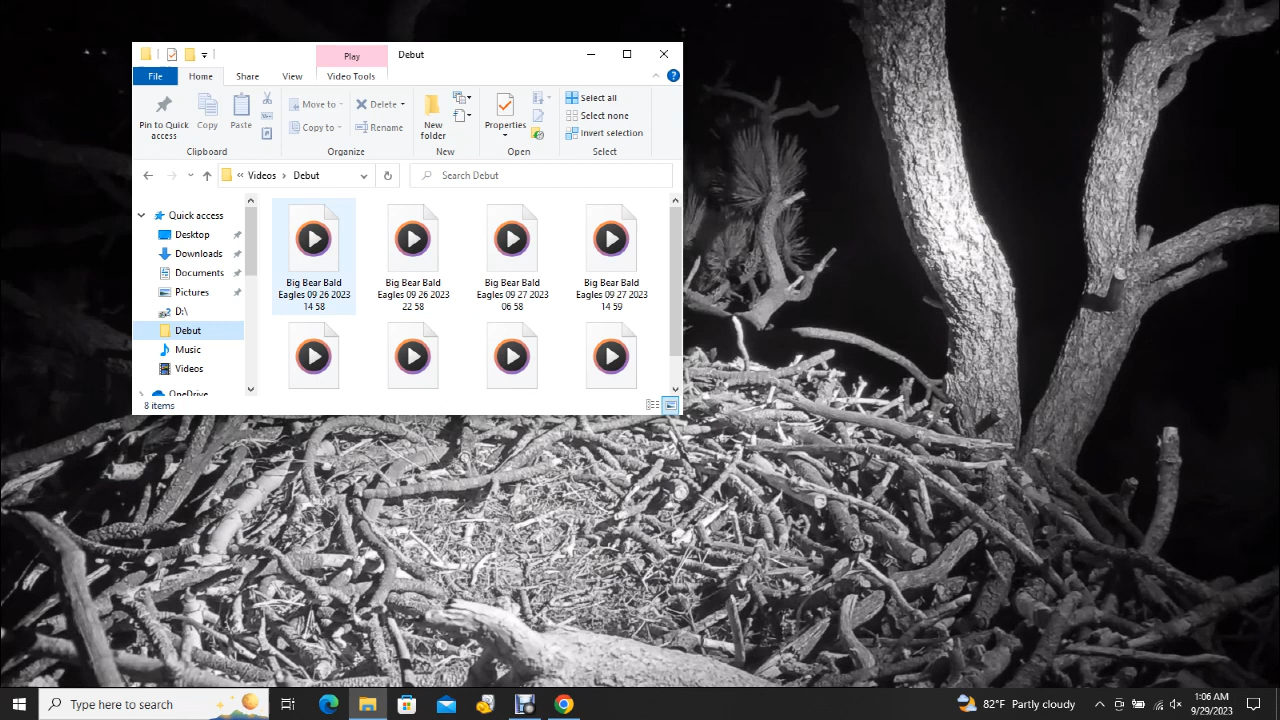 Play
Debut
File
Home
Share
View
Video Tools
Pin to Quick
access
Copy
Paste
Move to
Copy to
Delete
Rename
New
folder
Properties
Select all
Select none
Invert selection
Clipboard
Organize
New
Open
Select
« Videos › Debut
Search Debut
Quick access
Desktop
Downloads
Documents
Pictures
D:\
Debut
Music
Videos
OneDrive
Big Bear Bald
Eagles 09 26 2023
14 58
Big Bear Bald
Eagles 09 26 2023
22 58
Big Bear Bald
Eagles 09 27 2023
06 58
Big Bear Bald
Eagles 09 27 2023
14 59
8 items
Type here to search
82°F Partly cloudy
1:06 AM
9/29/2023